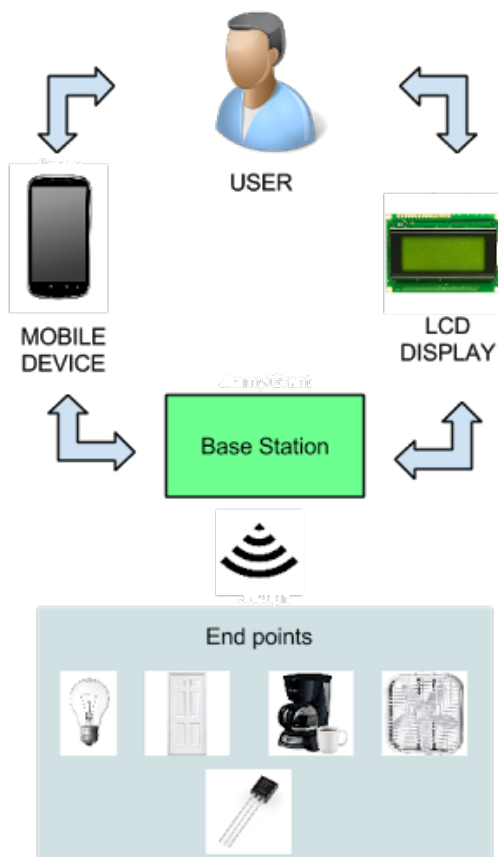 USER
MOBILE
DEVICE
LCD
DISPLAY
Base Station
End points